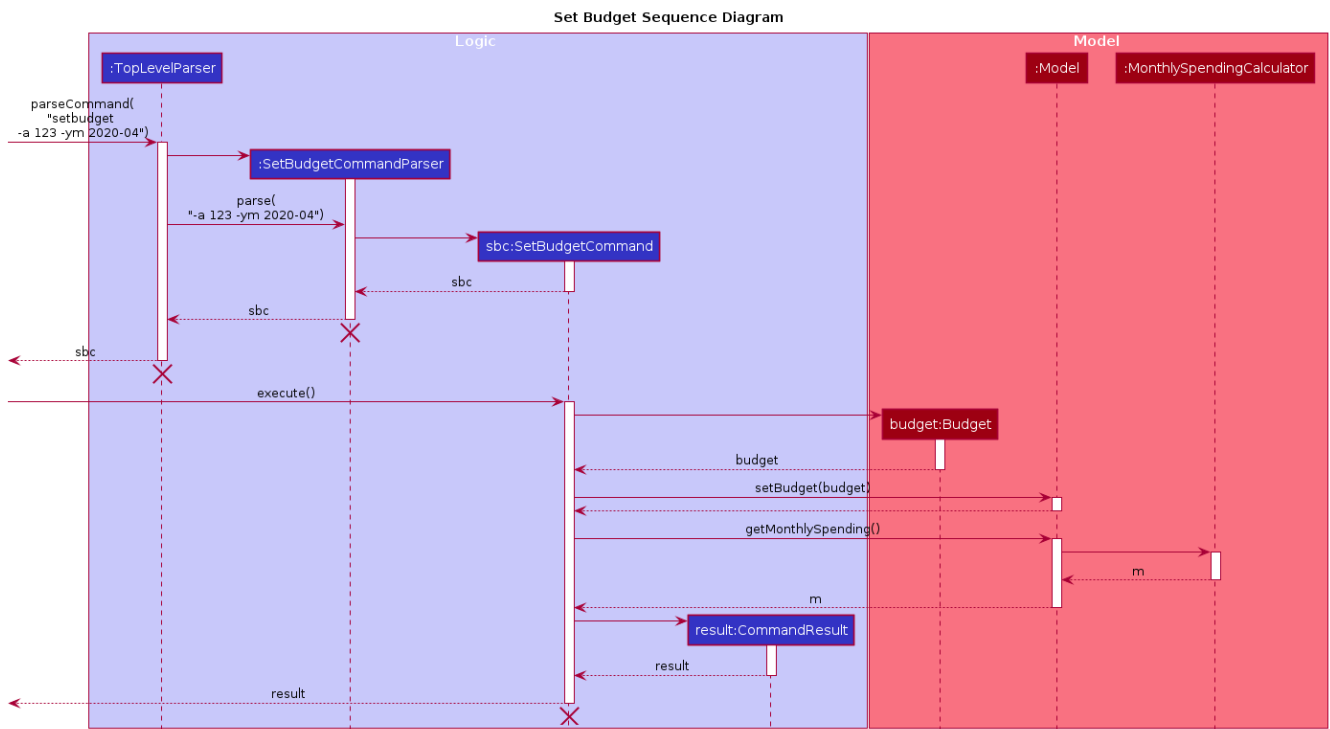 Set Budget Sequence Diagram
Logic
Model
:TopLevelParser
:Model
:MonthlySpendingCalculator
parseCommand(
"setbudget
-a 123 -ym 2020-04")
:SetBudgetCommandParser
parse(
"-a 123 -ym 2020-04")
sbc:SetBudgetCommand
sbc
sbc
sbc
execute()
budget:Budget
budget
setBudget(budget)
getMonthlySpending()
m
m
result:CommandResult
result
result